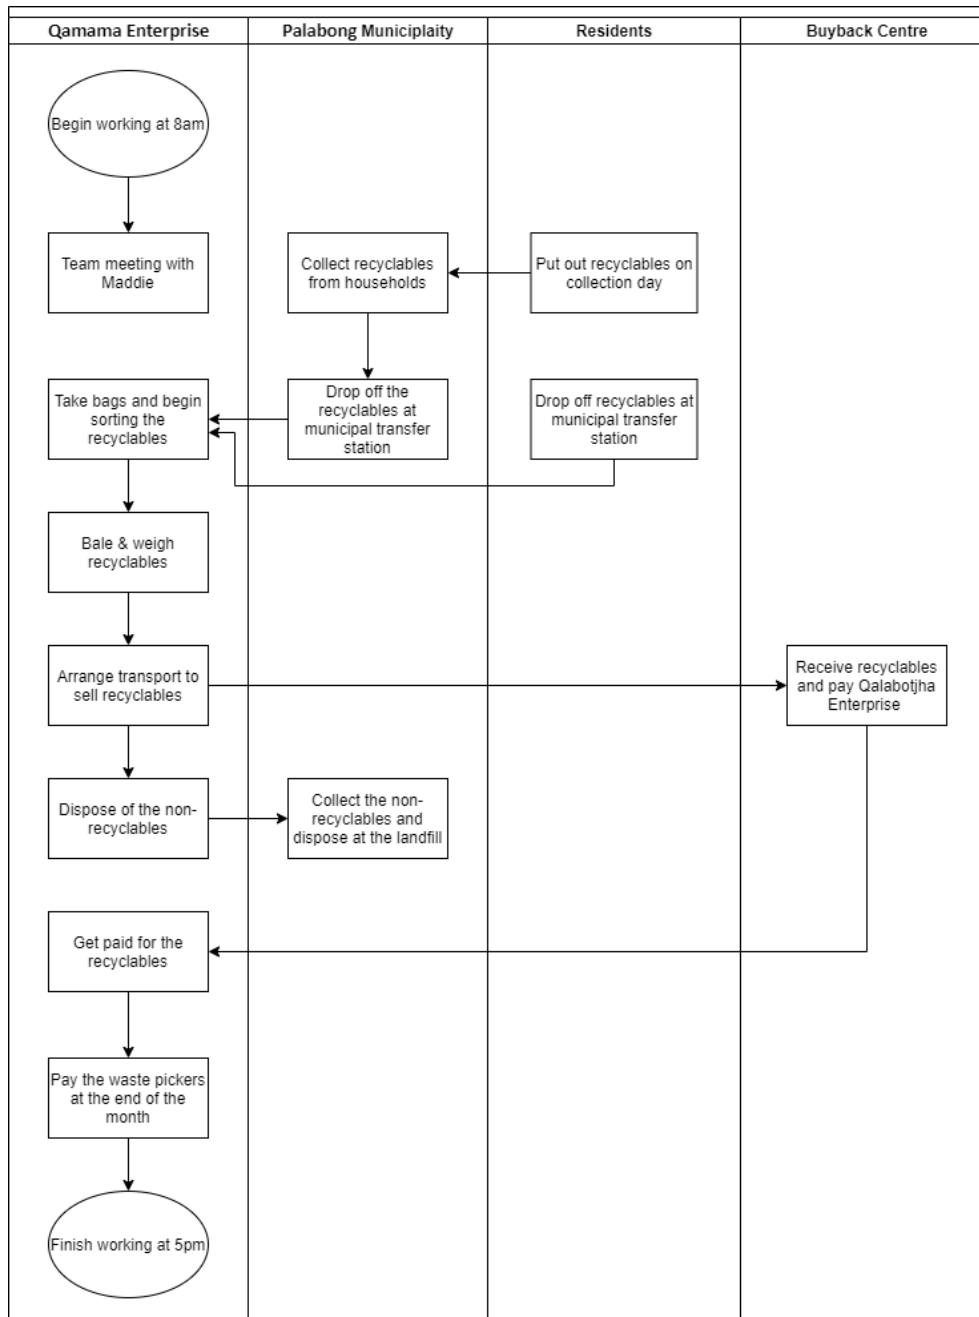 Qamama Enterprise
Palabong Municiplaity
Residents
Buyback Centre
Begin working at 8am
Team meeting with
Maddie
Collect recyclables
from households
Put out recyclables on
collection day
Take bags and begin
sorting the
recyclables
Drop off the
recyclables at
municipal transfer
station
Drop off recyclables at
municipal transfer
station
Bale & weigh
recyclables
Arrange transport to
sell recyclables
Receive recyclables
and pay Qalabotjha
Enterprise
Dispose of the non-
recyclables
Collect the non-
recyclables and
dispose at the landfill
Get paid for the
recyclables
Pay the waste pickers
at the end of the
month
Finish working at 5pm